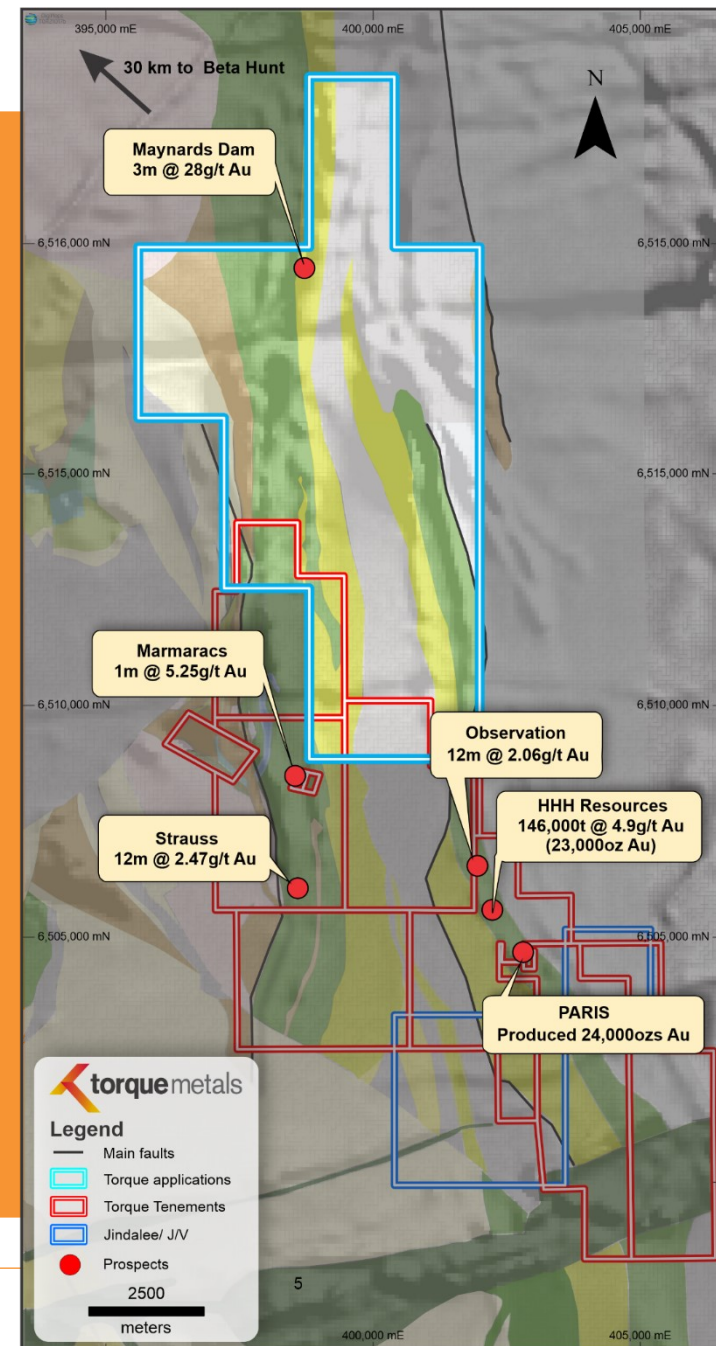 395,000 mE
400,000 mE
405,000 mE
30 km to Beta Hunt
N
Maynards Dam
3m @ 28g/t Au
6,516,000 mN
6,515,000 mN
6,515,000 mN
6,515,000 mN
Marmaracs
1m @ 5.25g/t Au
6,510,000 mN
6,510,000 mN
Observation
12m @ 2.06g/t Au
HHH Resources
146,000t @ 4.9g/t Au
(23,000oz Au)
Strauss
12m @ 2.47g/t Au
6,505,000 mN
6,505,000 mN
PARIS
Produced 24,000ozs Au
torquemetals
Legend
Main faults
Torque applications
Torque Tenements
Jindalee/ J/V
Prospects
2500
meters
5
400,000 mE
405,000 mE